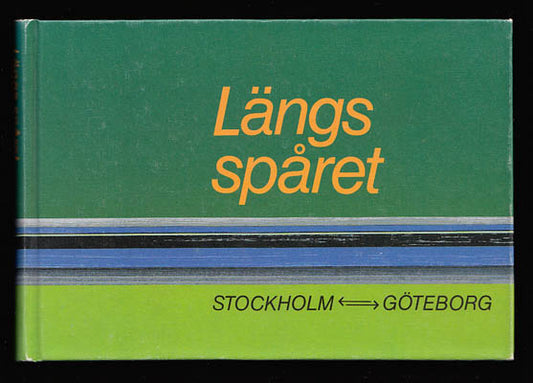 Längs
spåret
STOCKHOLM ⟺ GÖTEBORG